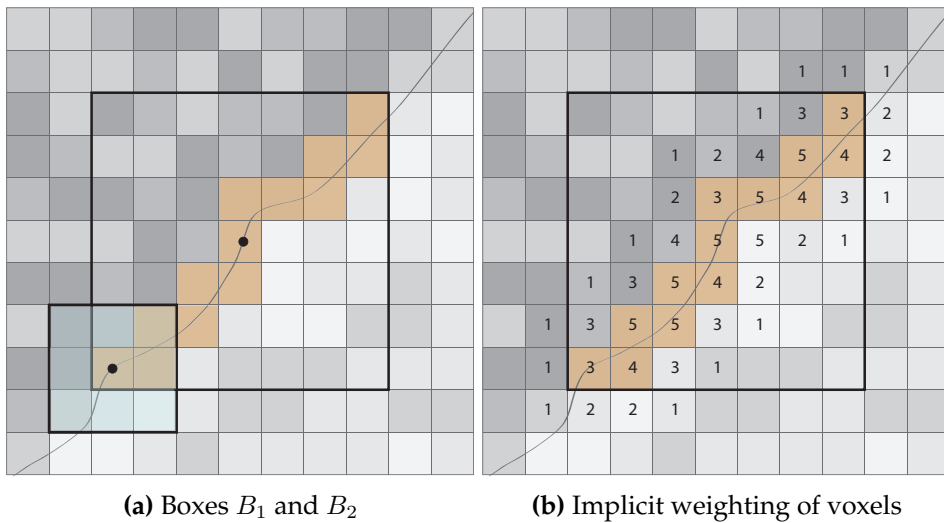 1 1 1
1 3 3 2
1 2 4 5 4 2
2 3 5 4 3 1
1 4 5 5 2 1
1 3 5 4 2
1 3 5 5 3 1
1 3 4 3 1
1 2 2 1
(a) Boxes B₁ and B₂
(b) Implicit weighting of voxels